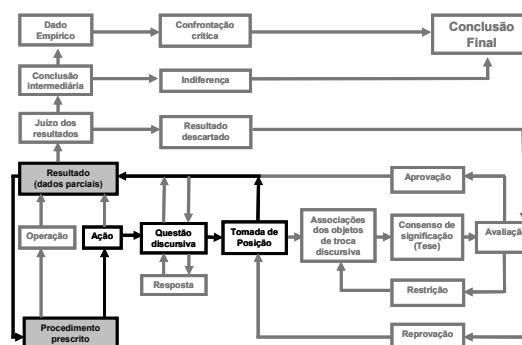 Dado
Empírico
Confrontação
crítica
Conclusão
Final
Conclusão
intermediária
Indiferença
Juízo dos
resultados
Resultado
descartado
Resultado
(dados parciais)
Aprovação
Operação
Ação
Questão
discursiva
Tomada de
Posição
Associações
dos objetos
de troca
discursiva
Consenso de
significação
(Tese)
Avaliação
Resposta
Restrição
Procedimento
prescrito
Reprovação